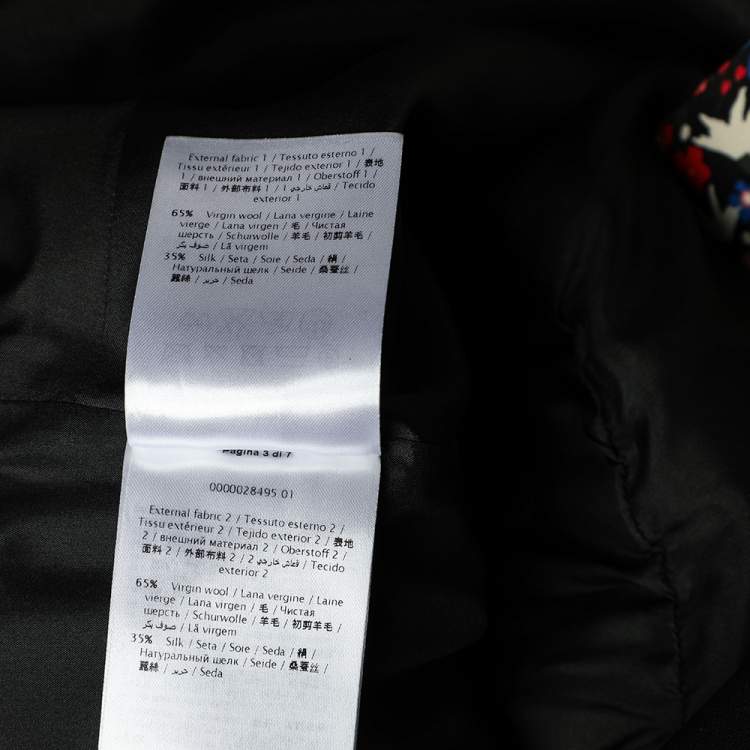 External fabric 1 / Tessuto esterno 1 /
Tissu extérieur 1 / Tejido exterior 1 / 表地
1 / внешний материал 1 / Oberstoff 1 /
面料 1 / 外部布料 1 / قماش خارجي 1 / Tecido
exterior 1
65% Virgin wool / Lana vergine / Laine
vierge / Lana virgen / 毛 / Чистая
шерсть / Schurwolle / 羊毛 / 初剪羊毛 /
صوف بكر / Lã virgem
35% Silk / Seta / Soie / Seda / 絹 /
Натуральный шелк / Seide / 桑蚕丝 /
蠶絲 / حرير / Seda
Pagina 3 di 7
0000028495 01
External fabric 2 / Tessuto esterno 2 /
Tissu extérieur 2 / Tejido exterior 2 / 表地
2 / внешний материал 2 / Oberstoff 2 /
面料 2 / 外部布料 2 / قماش خارجي 2 / Tecido
exterior 2
65% Virgin wool / Lana vergine / Laine
vierge / Lana virgen / 毛 / Чистая
шерсть / Schurwolle / 羊毛 / 初剪羊毛 /
صوف بكر / Lã virgem
35% Silk / Seta / Soie / Seda / 絹 /
Натуральный шелк / Seide / 桑蚕丝 /
蠶絲 / حرير / Seda